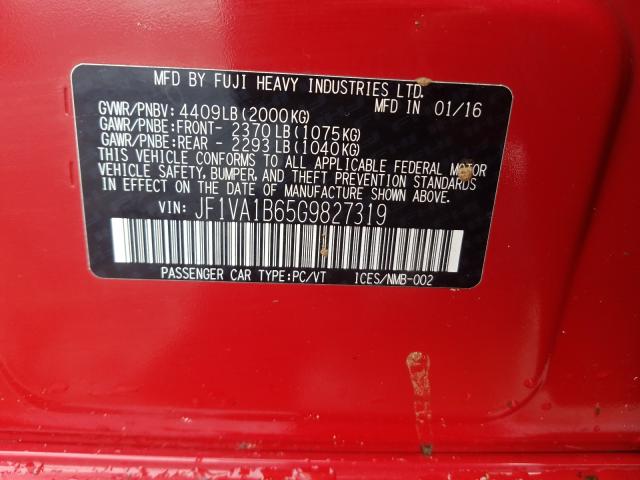 MFD BY FUJI HEAVY INDUSTRIES LTD.
GVWR/PNBV: 4409LB (2000KG) MFD IN 01/16
GAWR/PNBE:FRONT- 2370LB (1075KG)
GAWR/PNBE:REAR - 2293LB (1040KG)
THIS VEHICLE CONFORMS TO ALL APPLICABLE FEDERAL MOTOR
VEHICLE SAFETY, BUMPER, AND THEFT PREVENTION STANDARDS
IN EFFECT ON THE DATE OF MANUFACTURE SHOWN ABOVE.
VIN: JF1VA1B65G9827319
PASSENGER CAR TYPE:PC/VT ICES/NMB-002